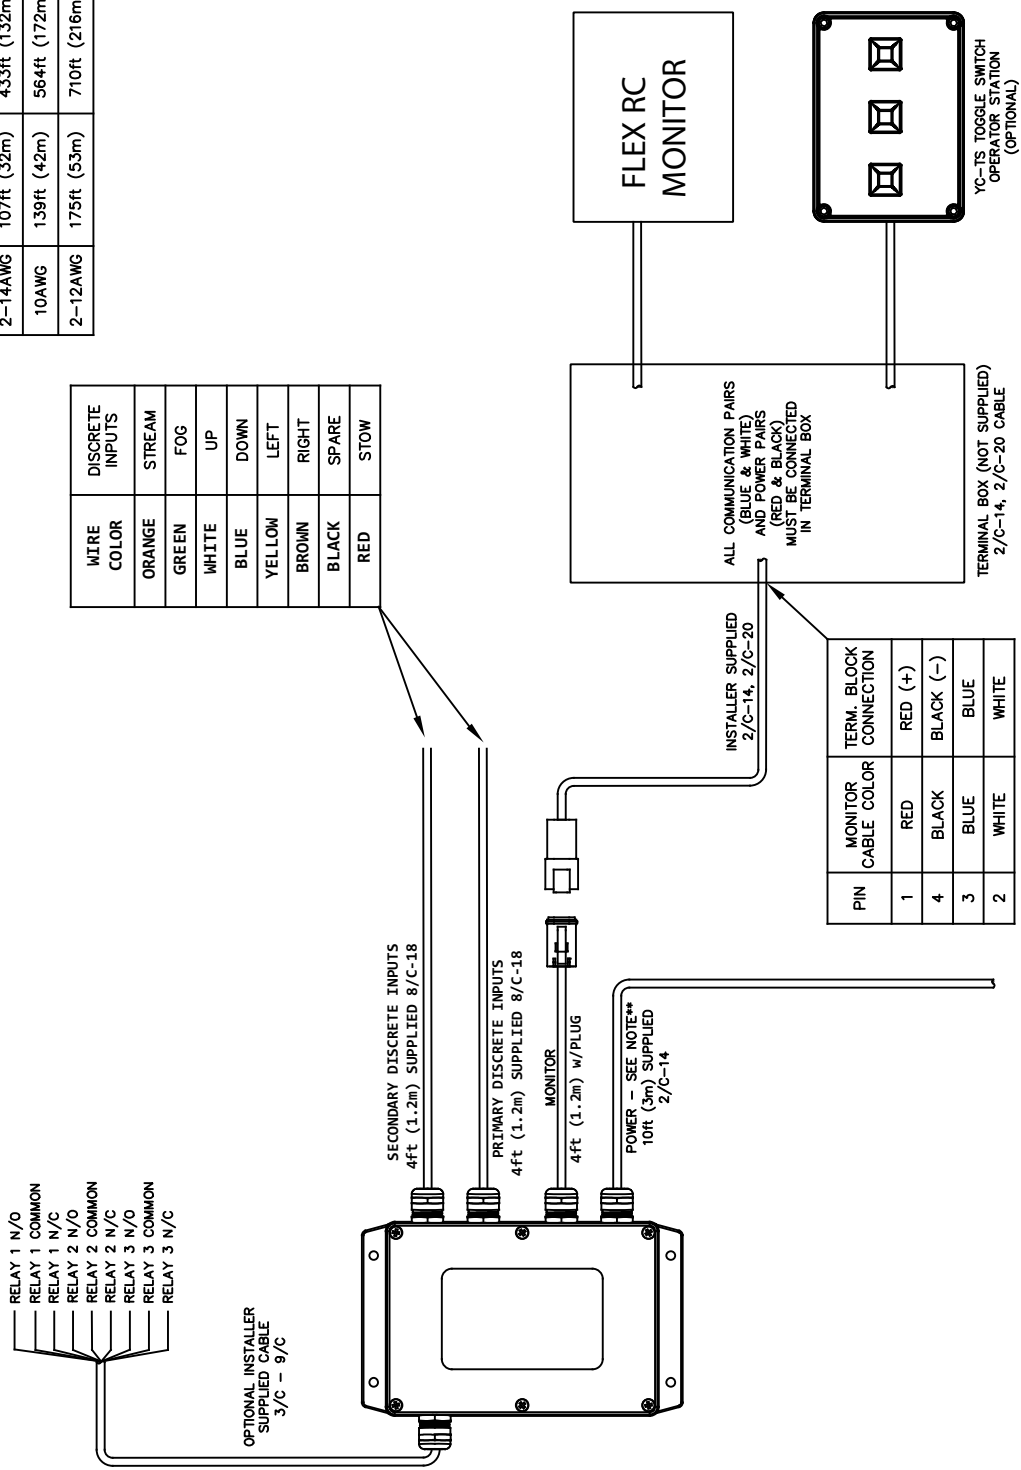 RELAY 1 N/O
RELAY 1 COMMON
RELAY 1 N/C
RELAY 2 N/O
RELAY 2 COMMON
RELAY 2 N/C
RELAY 3 N/O
RELAY 3 COMMON
RELAY 3 N/C
OPTIONAL INSTALLER
SUPPLIED CABLE
3/C – 9/C
2–14AWG 107ft (32m) 433ft (132m
10AWG 139ft (42m) 564ft (172m
2–12AWG 175ft (53m) 710ft (216m
WIRE COLOR DISCRETE INPUTS
ORANGE STREAM
GREEN FOG
WHITE UP
BLUE DOWN
YELLOW LEFT
BROWN RIGHT
BLACK SPARE
RED STOW
SECONDARY DISCRETE INPUTS
4ft (1.2m) SUPPLIED 8/C-18
PRIMARY DISCRETE INPUTS
4ft (1.2m) SUPPLIED 8/C-18
MONITOR
4ft (1.2m) w/PLUG
POWER – SEE NOTE**
10ft (3m) SUPPLIED
2/C–14
INSTALLER SUPPLIED
2/C–14, 2/C–20
ALL COMMUNICATION PAIRS
(BLUE & WHITE)
AND POWER PAIRS
(RED & BLACK)
MUST BE CONNECTED
IN TERMINAL BOX
FLEX RC
MONITOR
PIN MONITOR CABLE COLOR TERM. BLOCK CONNECTION
1 RED RED (+)
4 BLACK BLACK (–)
3 BLUE BLUE
2 WHITE WHITE
TERMINAL BOX (NOT SUPPLIED)
2/C–14, 2/C–20 CABLE
YC–TS TOGGLE SWITCH
OPERATOR STATION
(OPTIONAL)